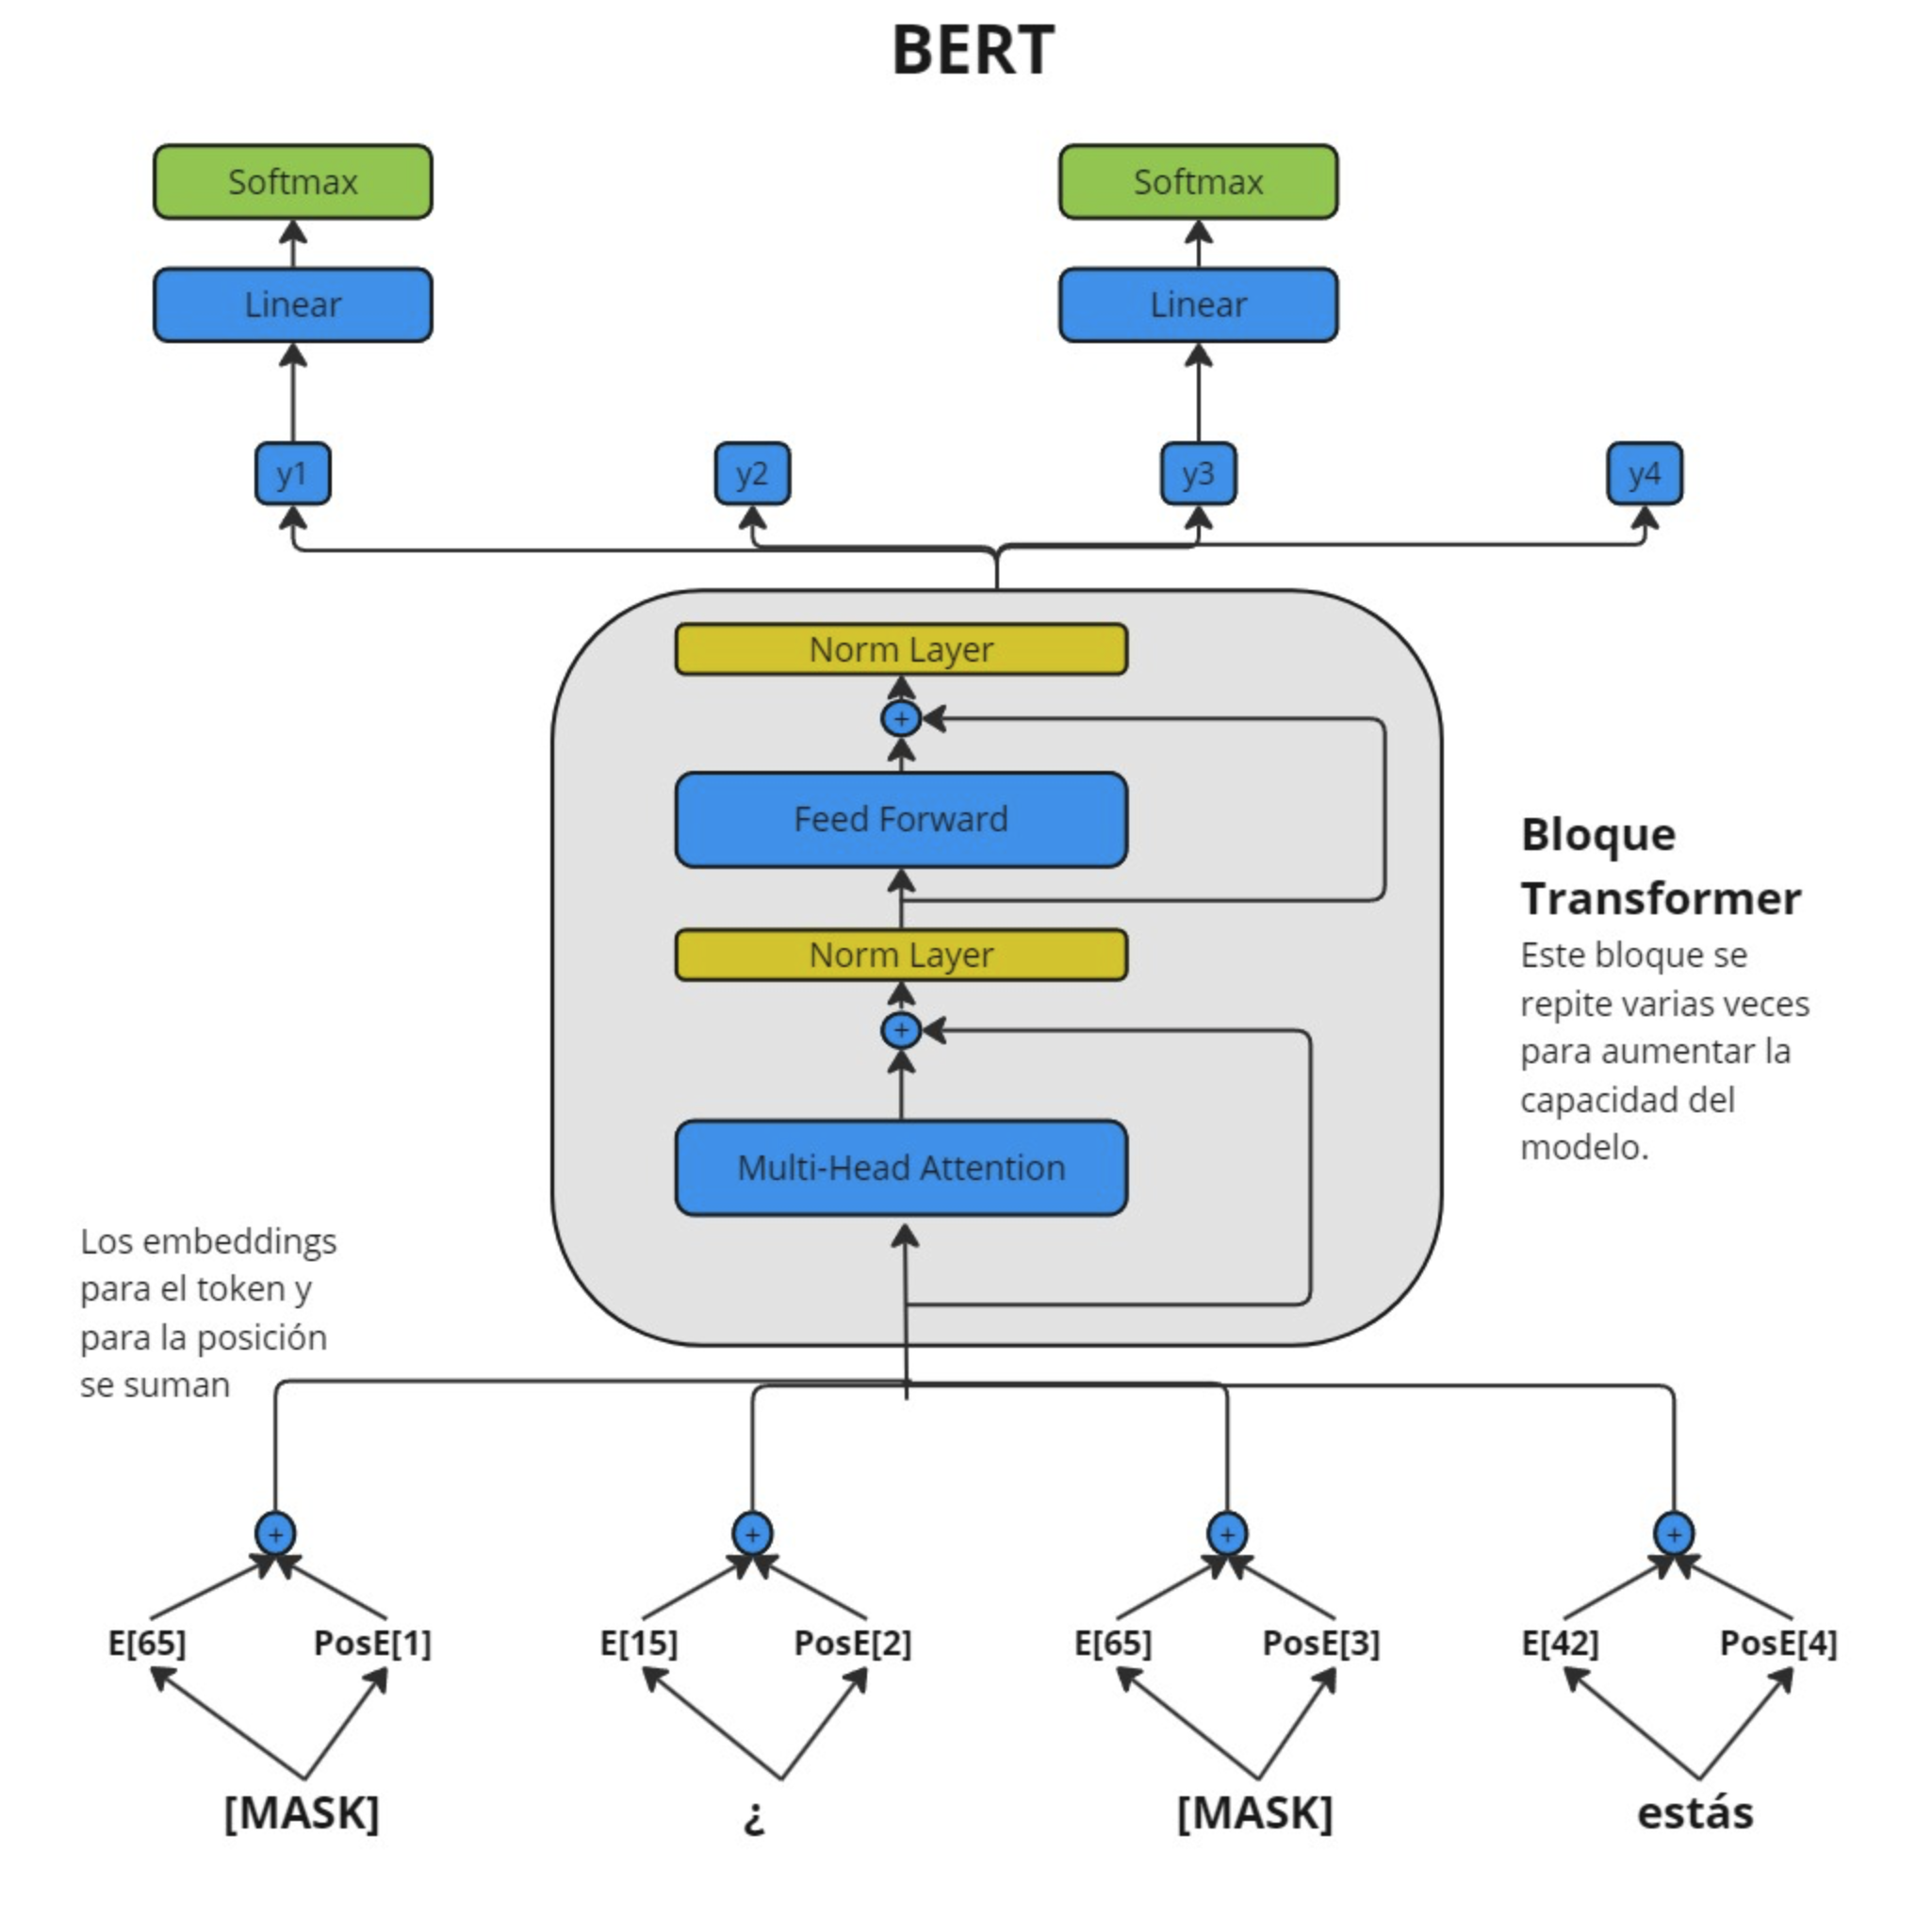 BERT
Softmax
Softmax
Linear
Linear
y1
y2
y3
y4
Norm Layer
+
Feed Forward
Norm Layer
+
Multi-Head Attention
Bloque
Transformer
Este bloque se
repite varias veces
para aumentar la
capacidad del
modelo.
Los embeddings
para el token y
para la posición
se suman
+
+
+
+
E[65]
PosE[1]
E[15]
PosE[2]
E[65]
PosE[3]
E[42]
PosE[4]
[MASK]
¿
[MASK]
estás